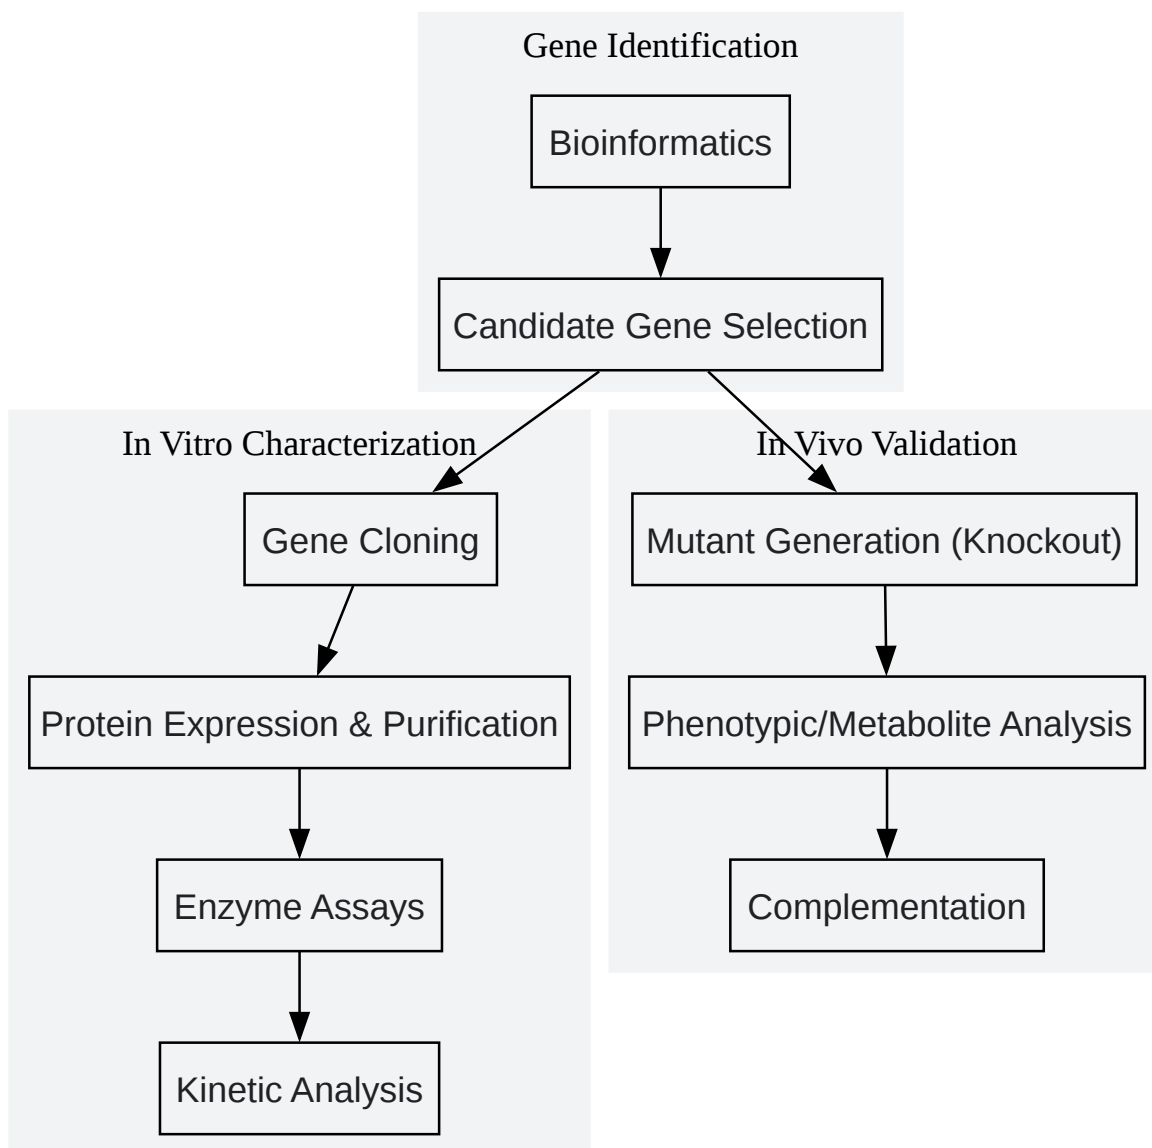 Gene Identification
Bioinformatics
Candidate Gene Selection
In Vitro Characterization
Gene Cloning
Protein Expression & Purification
Enzyme Assays
Kinetic Analysis
In Vivo Validation
Mutant Generation (Knockout)
Phenotypic/Metabolite Analysis
Complementation